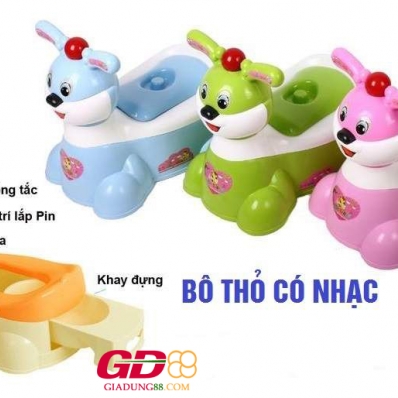 ng tắc
trí lắp Pin
a
Khay đựng
BÔ THỎ CÓ NHẠC
GD88
GIADUNG88.COM